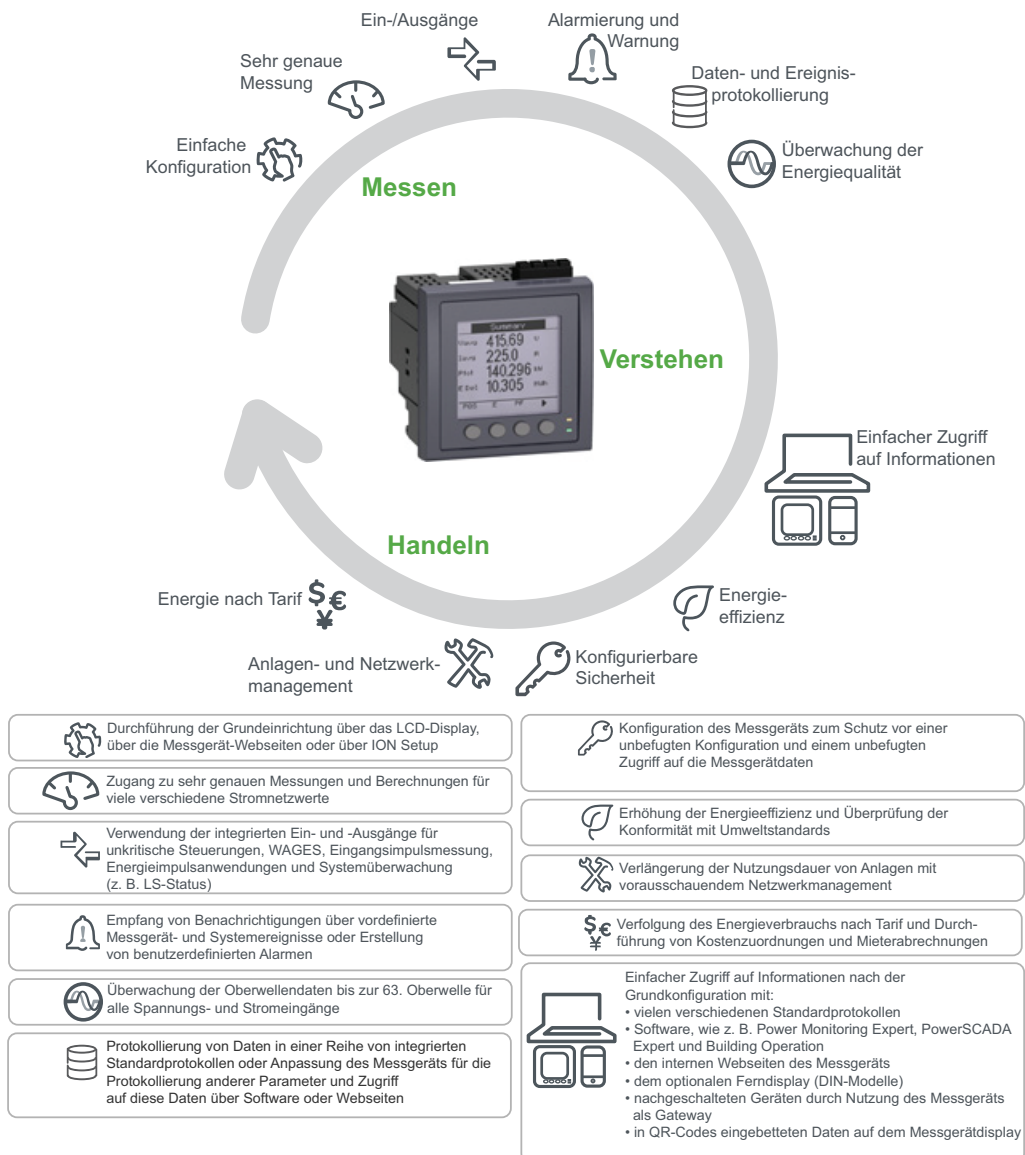 Ein-/Ausgänge
Alarmierung und
Warnung
Sehr genaue
Messung
Daten- und Ereignis-
protokollierung
Einfache
Konfiguration
Überwachung der
Energiequalität
Messen
Summary
Vavg 415.69 V
Iavg 225.0 A
Ptot 140.296 kW
E Del 10.305 MWh
PQS E PF
Verstehen
Einfacher Zugriff
auf Informationen
Handeln
Energie nach Tarif
$ € ¥
Energie-
effizienz
Anlagen- und Netzwerk-
management
Konfigurierbare
Sicherheit
Durchführung der Grundeinrichtung über das LCD-Display,
über die Messgerät-Webseiten oder über ION Setup
Zugang zu sehr genauen Messungen und Berechnungen für
viele verschiedene Stromnetzwerte
Verwendung der integrierten Ein- und -Ausgänge für
unkritische Steuerungen, WAGES, Eingangsimpulsmessung,
Energieimpulsanwendungen und Systemüberwachung
(z. B. LS-Status)
Empfang von Benachrichtigungen über vordefinierte
Messgerät- und Systemereignisse oder Erstellung
von benutzerdefinierten Alarmen
Überwachung der Oberwellendaten bis zur 63. Oberwelle für
alle Spannungs- und Stromeingänge
Protokollierung von Daten in einer Reihe von integrierten
Standardprotokollen oder Anpassung des Messgeräts für die
Protokollierung anderer Parameter und Zugriff
auf diese Daten über Software oder Webseiten
Konfiguration des Messgeräts zum Schutz vor einer
unbefugten Konfiguration und einem unbefugten
Zugriff auf die Messgerätdaten
Erhöhung der Energieeffizienz und Überprüfung der
Konformität mit Umweltstandards
Verlängerung der Nutzungsdauer von Anlagen mit
vorausschauendem Netzwerkmanagement
$ € ¥
Verfolgung des Energieverbrauchs nach Tarif und Durch-
führung von Kostenzuordnungen und Mieterabrechnungen
Einfacher Zugriff auf Informationen nach der
Grundkonfiguration mit:
• vielen verschiedenen Standardprotokollen
• Software, wie z. B. Power Monitoring Expert, PowerSCADA
Expert und Building Operation
• den internen Webseiten des Messgeräts
• dem optionalen Ferndisplay (DIN-Modelle)
• nachgeschalteten Geräten durch Nutzung des Messgeräts
als Gateway
• in QR-Codes eingebetteten Daten auf dem Messgerätdisplay